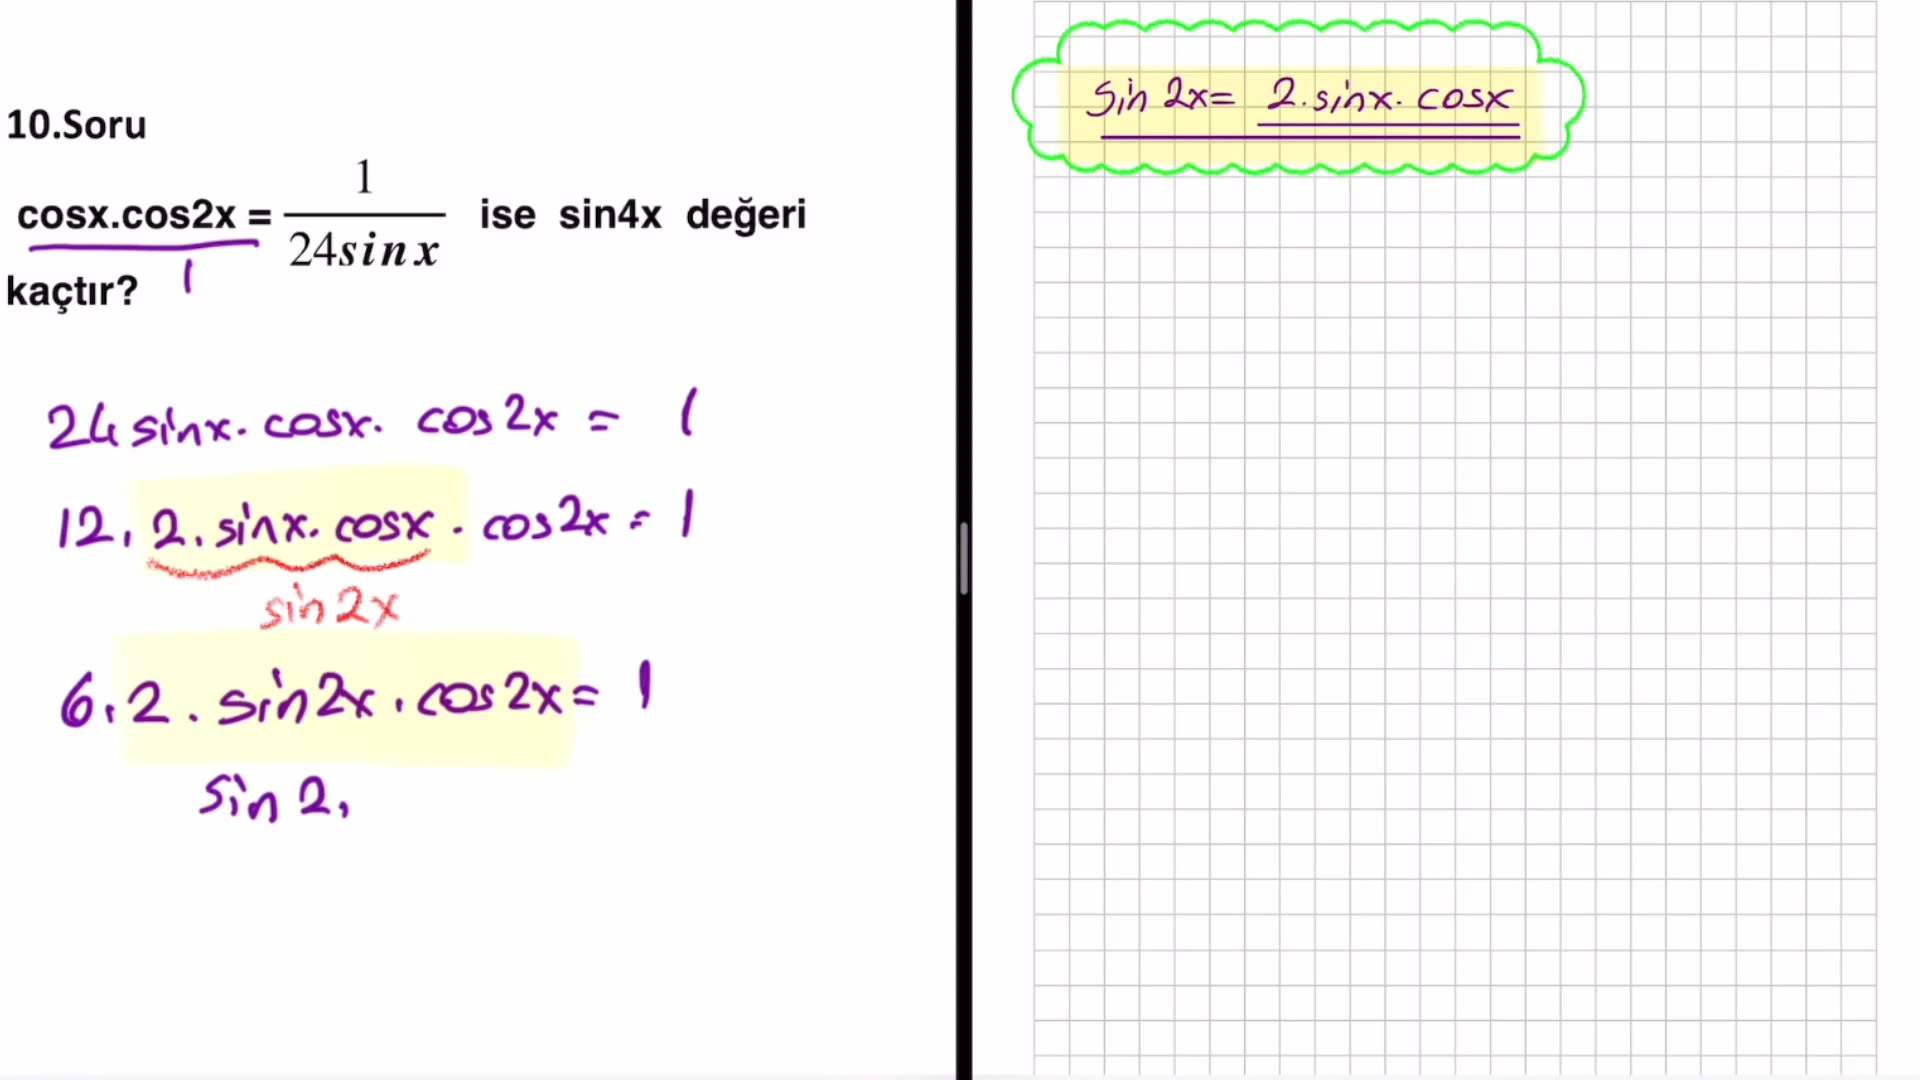 10.Soru
cosx.cos2x = 1/24sinx ise sin4x değeri
kaçtır?
1
24 sinx. cosx. cos2x = 1
12. 2. sinx. cosx . cos2x = 1
sin2x
6.2. sin2x . cos2x = 1
sin 2.
Sin 2x = 2.sinx. cosx